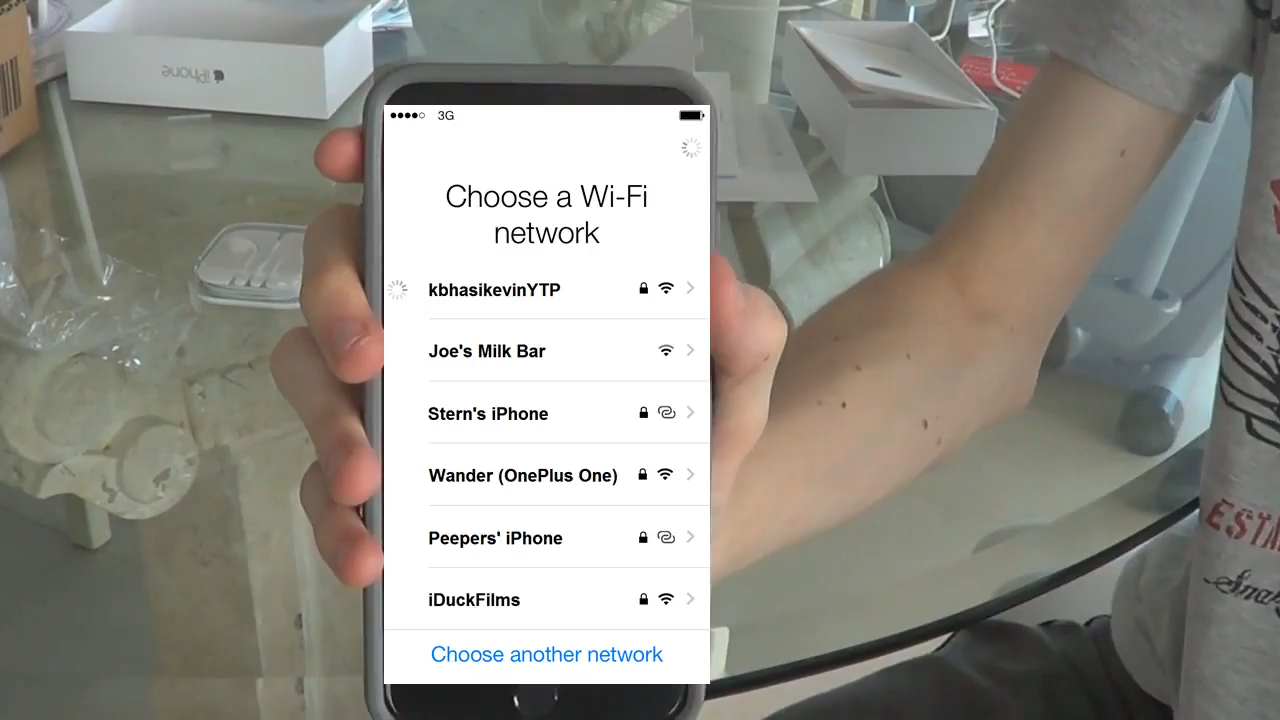 iPhone
3G
Choose a Wi-Fi
network
kbhasikevinYTP
Joe's Milk Bar
Stern's iPhone
Wander (OnePlus One)
Peepers' iPhone
iDuckFilms
Choose another network